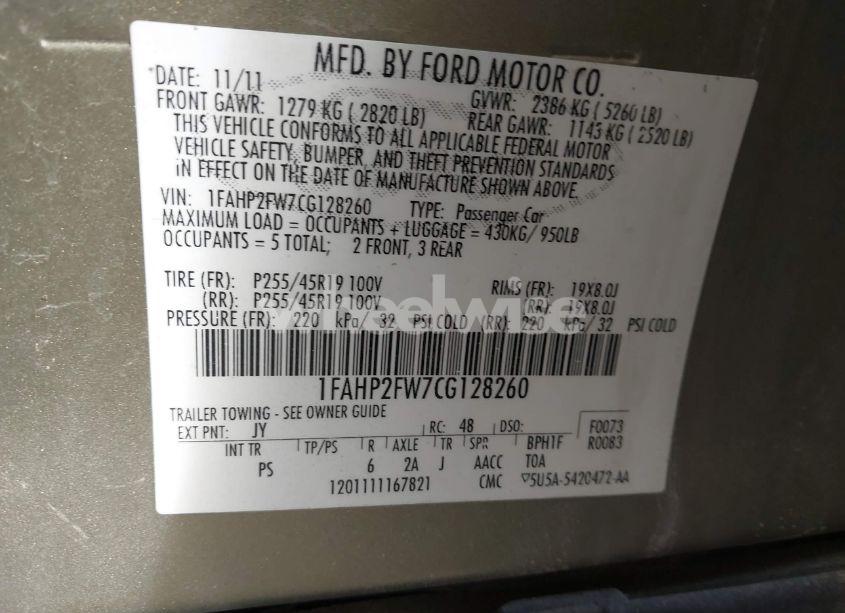 MFD. BY FORD MOTOR CO.
*DATE: 11/11 GVWR: 2386 KG ( 5260 LB)
FRONT GAWR: 1279 KG ( 2820 LB) REAR GAWR: 1143 KG ( 2520 LB)
THIS VEHICLE CONFORMS TO ALL APPLICABLE FEDERAL MOTOR
VEHICLE SAFETY, BUMPER, AND THEFT PREVENTION STANDARDS
IN EFFECT ON THE DATE OF MANUFACTURE SHOWN ABOVE.
VIN: 1FAHP2FW7CG128260 TYPE: Passenger Car
MAXIMUM LOAD = OCCUPANTS + LUGGAGE = 430KG/ 950LB
OCCUPANTS = 5 TOTAL; 2 FRONT, 3 REAR
TIRE (FR): P255/45R19 100V RIMS (FR): 19X8.0J
(RR): P255/45R19 100V (RR): 19X8.0J
PRESSURE (FR): 220 kPa/ 32 PSI COLD (RR): 220 kPa/ 32 PSI COLD
wheelwise
1FAHP2FW7CG128260
TRAILER TOWING - SEE OWNER GUIDE
EXT PNT: JY RC: 48 DSO: F0073
INT TR TP/PS R AXLE TR SPR BPH1F R0083
PS 6 2A J AACC TOA
1201111167821 CMC ▽5U5A-5420472-AA